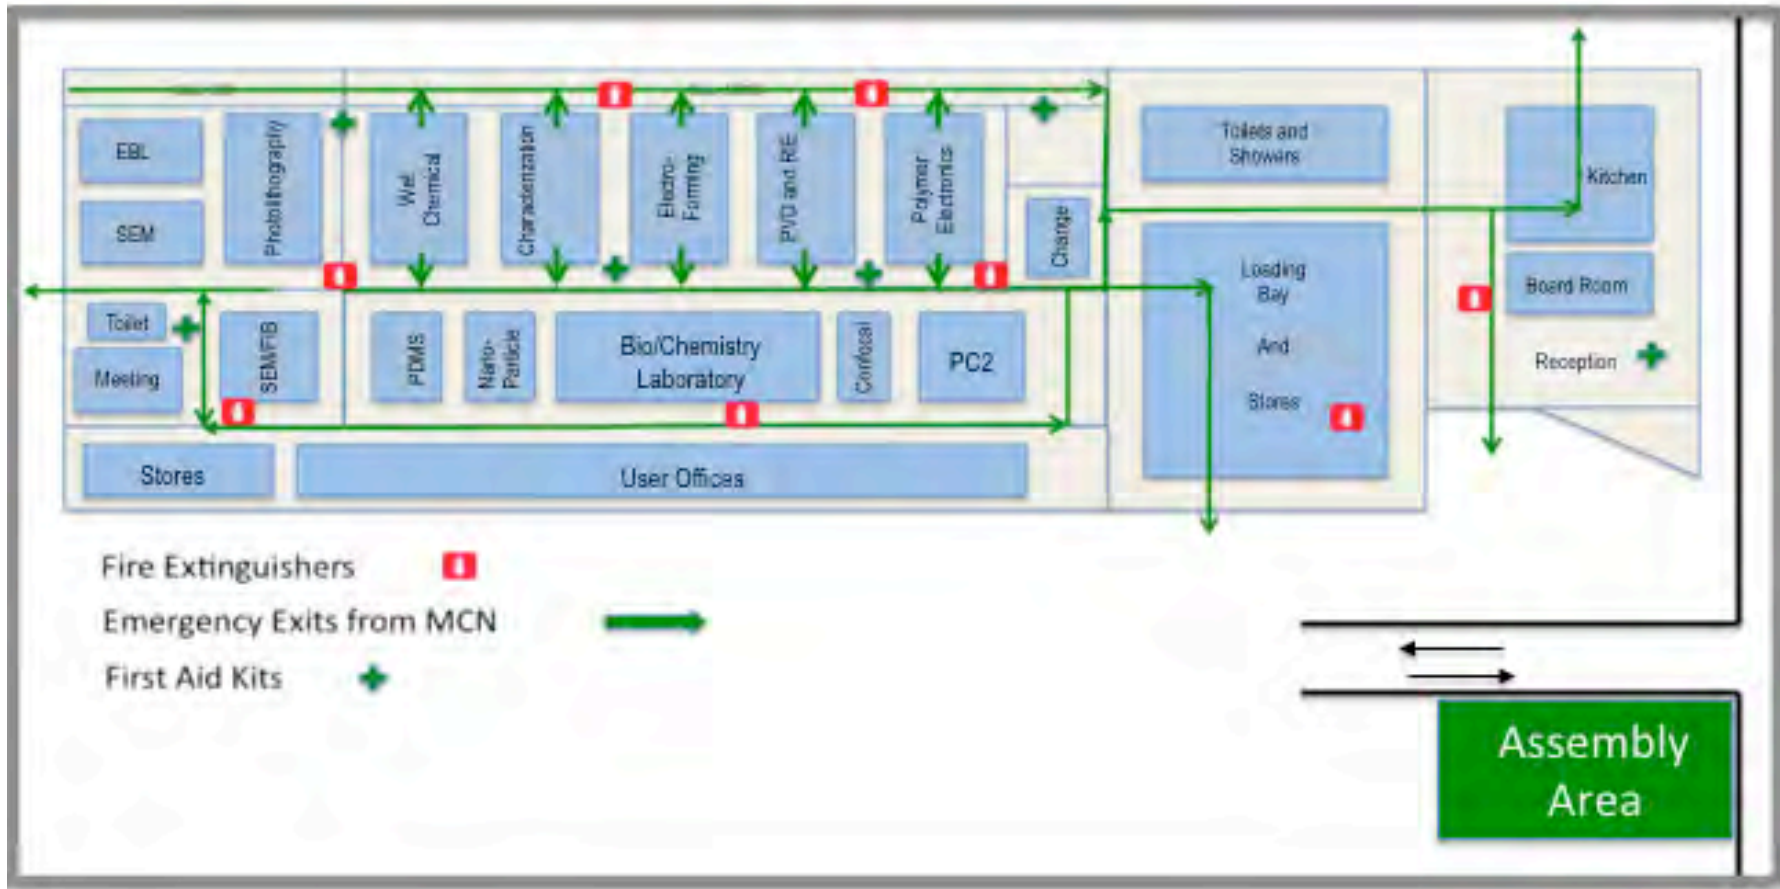 EBL
SEM
Photolithography
Wet
Chemical
Characterization
Electro-
Forming
PVD and RE
Polymer
Electronics
Change
Toilets and
Showers
Kitchen
Loading
Bay
And
Stores
Board Room
Reception
Toilet
Meeting
SEM/FIB
PDMS
Nano-
Particle
Bio/Chemistry
Laboratory
Confocal
PC2
Stores
User Offices
Fire Extinguishers
Emergency Exits from MCN
First Aid Kits
Assembly
Area